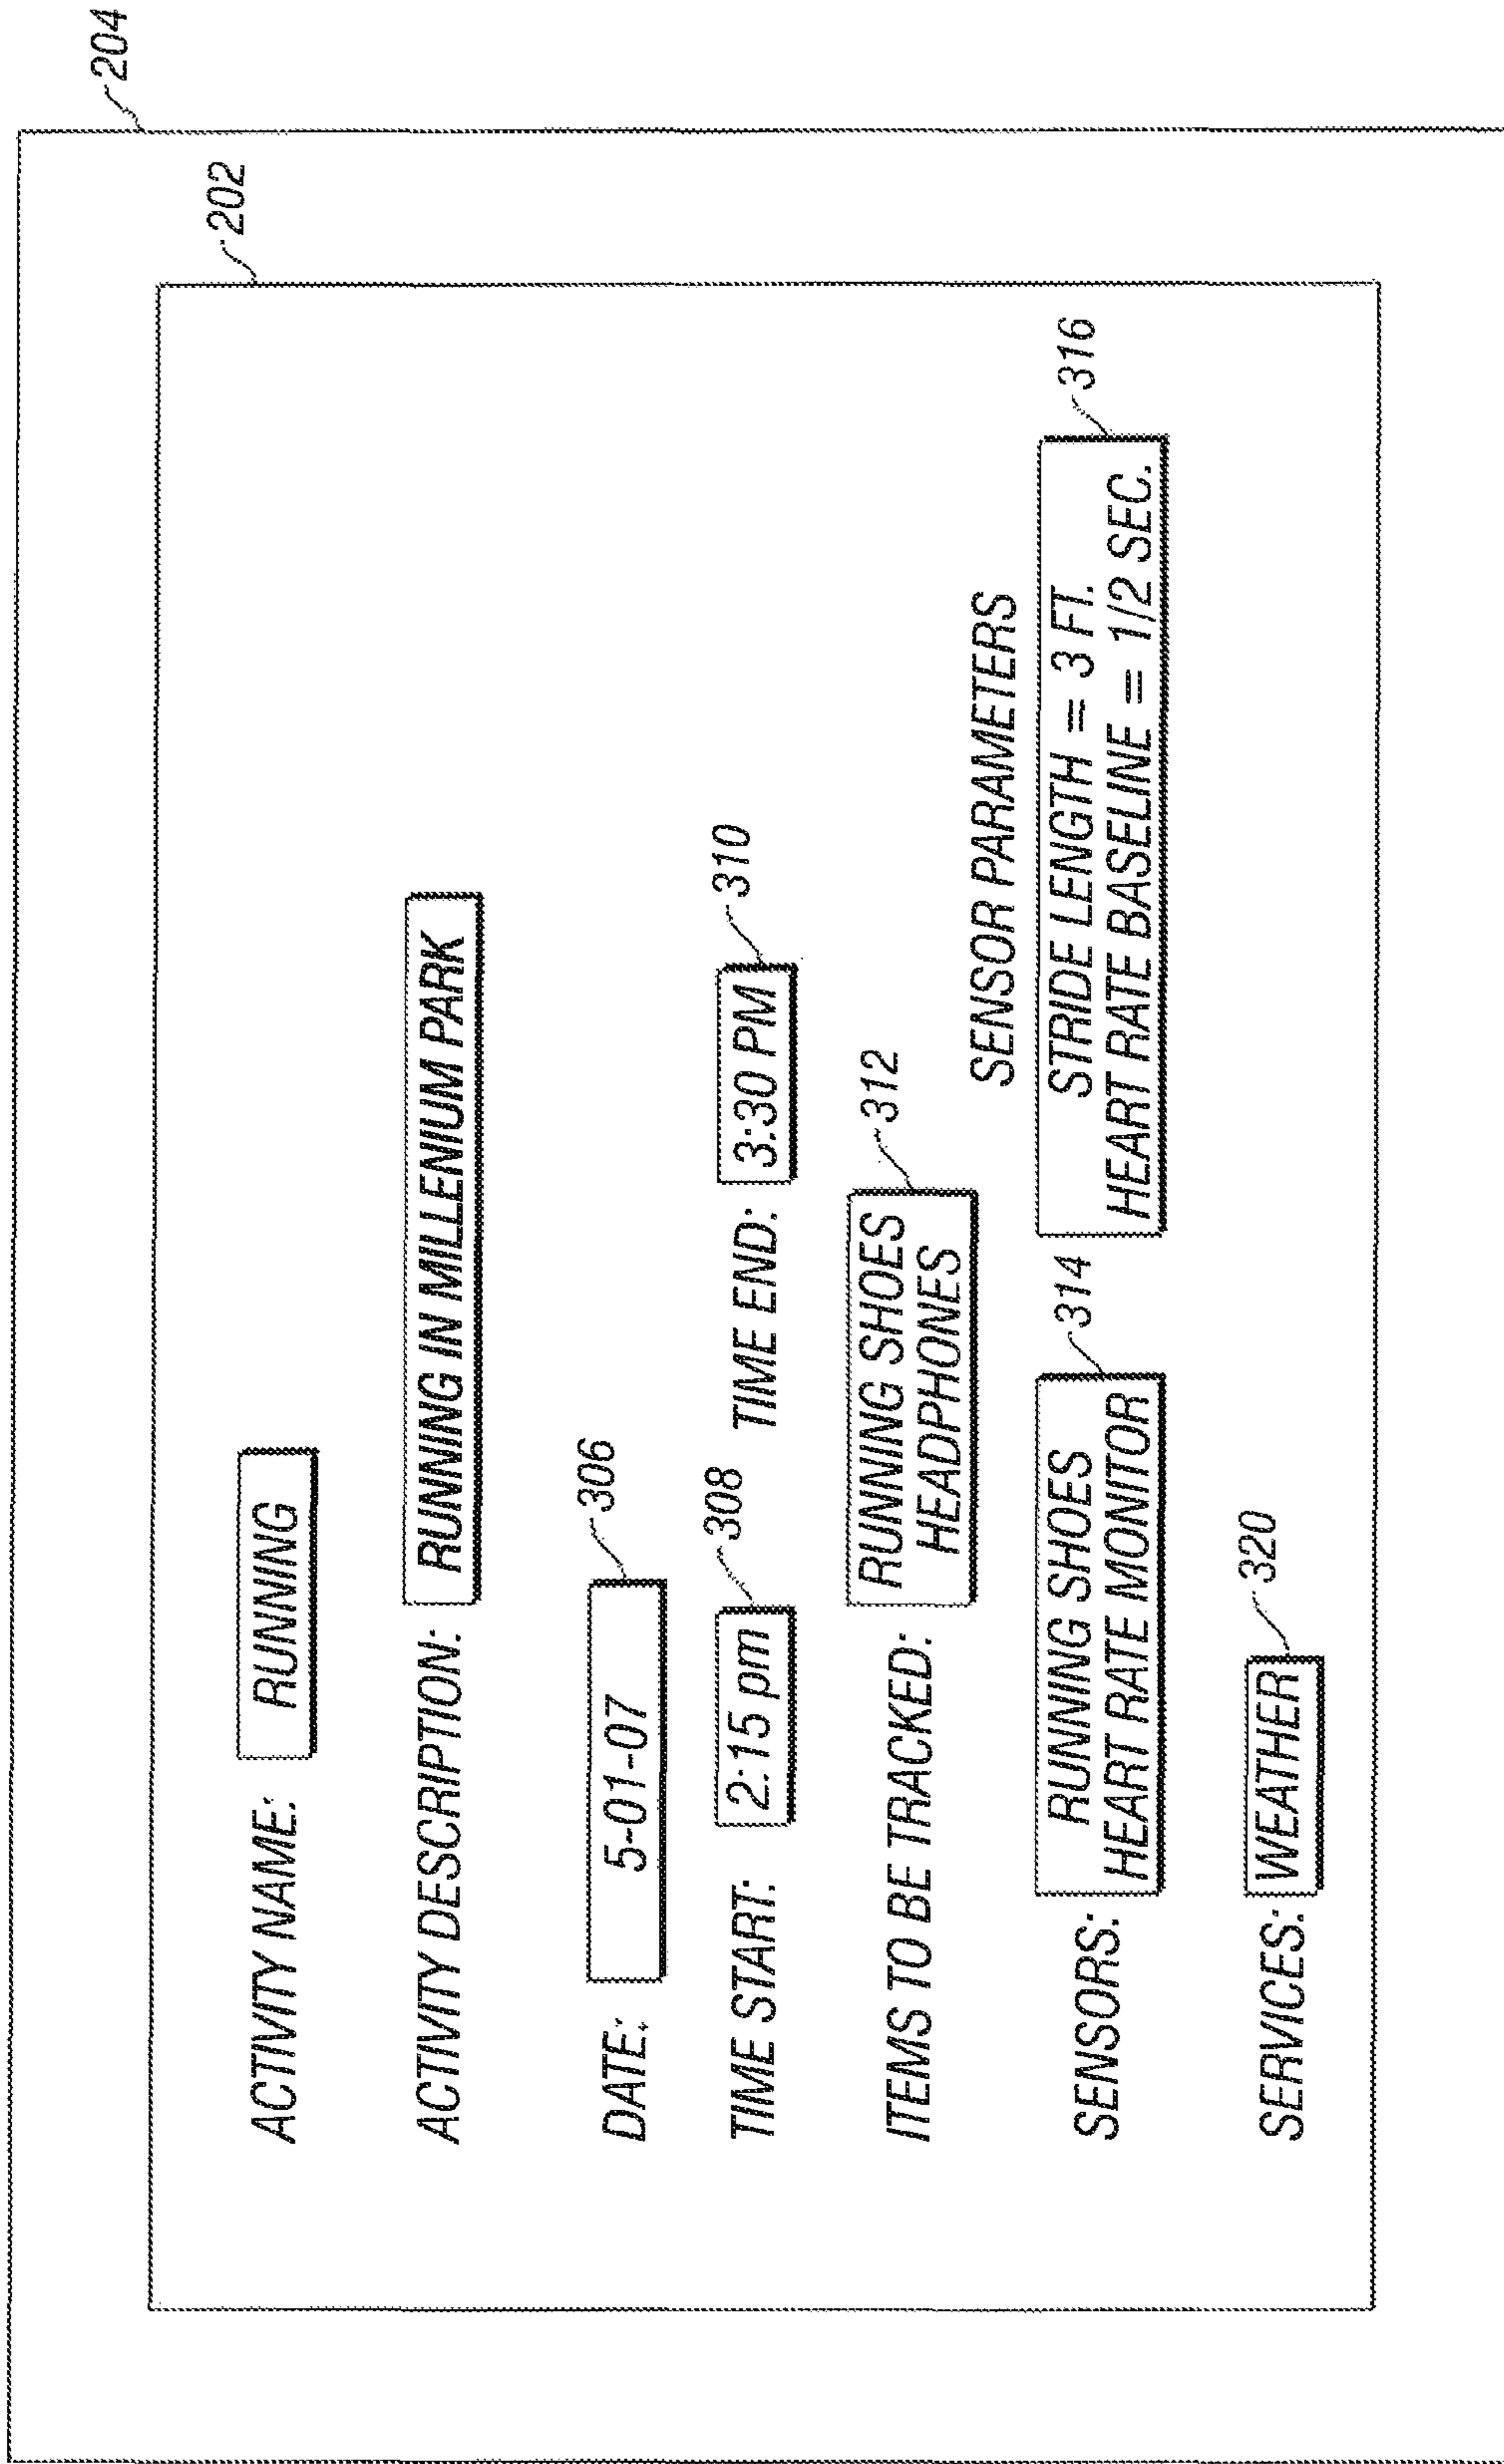 204
202
ACTIVITY NAME: RUNNING
ACTIVITY DESCRIPTION: RUNNING IN MILLENIUM PARK
306
DATE: 5-01-07
308 310
TIME START: 2:15 pm TIME END: 3:30 PM
312
ITEMS TO BE TRACKED: RUNNING SHOES
HEADPHONES
SENSOR PARAMETERS
314 316
SENSORS: RUNNING SHOES STRIDE LENGTH = 3 FT.
HEART RATE MONITOR HEART RATE BASELINE = 1/2 SEC.
320
SERVICES: WEATHER